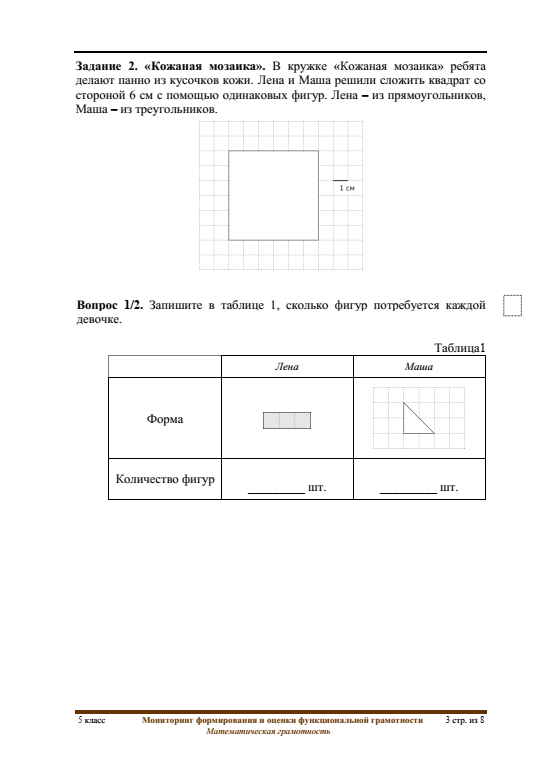 Задание 2. «Кожаная мозаика». В кружке «Кожаная мозаика» ребята
делают панно из кусочков кожи. Лена и Маша решили сложить квадрат со
стороной 6 см с помощью одинаковых фигур. Лена – из прямоугольников,
Маша – из треугольников.
1 см
Вопрос 1/2. Запишите в таблице 1, сколько фигур потребуется каждой
девочке.
Таблица1
Лена Маша
Форма
Количество фигур _________ шт. _________ шт.
5 класс Мониторинг формирования и оценки функциональной грамотности 3 стр. из 8
Математическая грамотность